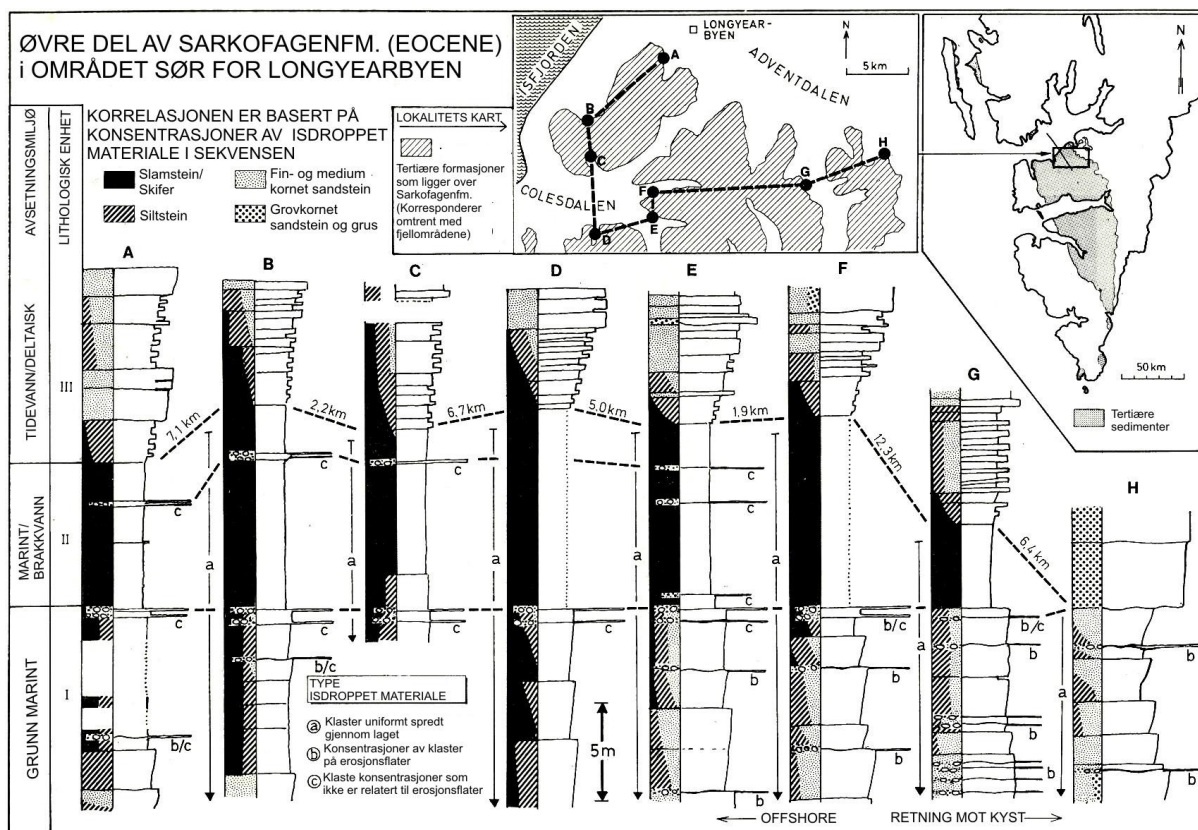 ØVRE DEL AV SARKOFAGENFM. (EOCENE)
i OMRÅDET SØR FOR LONGYEARBYEN
AVSETNINGSMILJØ
LITHOLOGISK ENHET
KORRELASJONEN ER BASERT PÅ
KONSENTRASJONER AV ISDROPPET
MATERIALE I SEKVENSEN
Slamstein/
Skifer
Siltstein
Fin- og medium
kornet sandstein
Grovkornet
sandstein og grus
LOKALITETS KART
Tertiære formasjoner
som ligger over
Sarkofagenfm.
(Korresponderer
omtrent med
fjellområdene)
ISFJORDEN
LONGYEAR-
BYEN
ADVENTDALEN
COLESDALEN
N
5 km
A
B
C
D
E
F
G
H
N
50 km
Tertiære
sedimenter
A
B
C
D
E
F
G
H
TIDEVANN/DELTAISK
III
MARINT/
BRAKKVANN
II
GRUNN MARINT
I
7,1 km
2,2 km
6,7 km
5,0 km
1,9 km
12,3 km
6,4 km
c
c
b/c
a
c
c
b/c
a
c
c
a
c
a
c
c
c
b
b
b
a
b/c
b
b
a
b/c
b
b
b
b
b
a
b
b
TYPE
ISDROPPET MATERIALE
a Klaster uniformt spredt
gjennom laget
b Konsentrasjoner av klaster
på erosjonsflater
c Klaste konsentrasjoner som
ikke er relatert til erosjonsflater
5m
OFFSHORE
RETNING MOT KYST